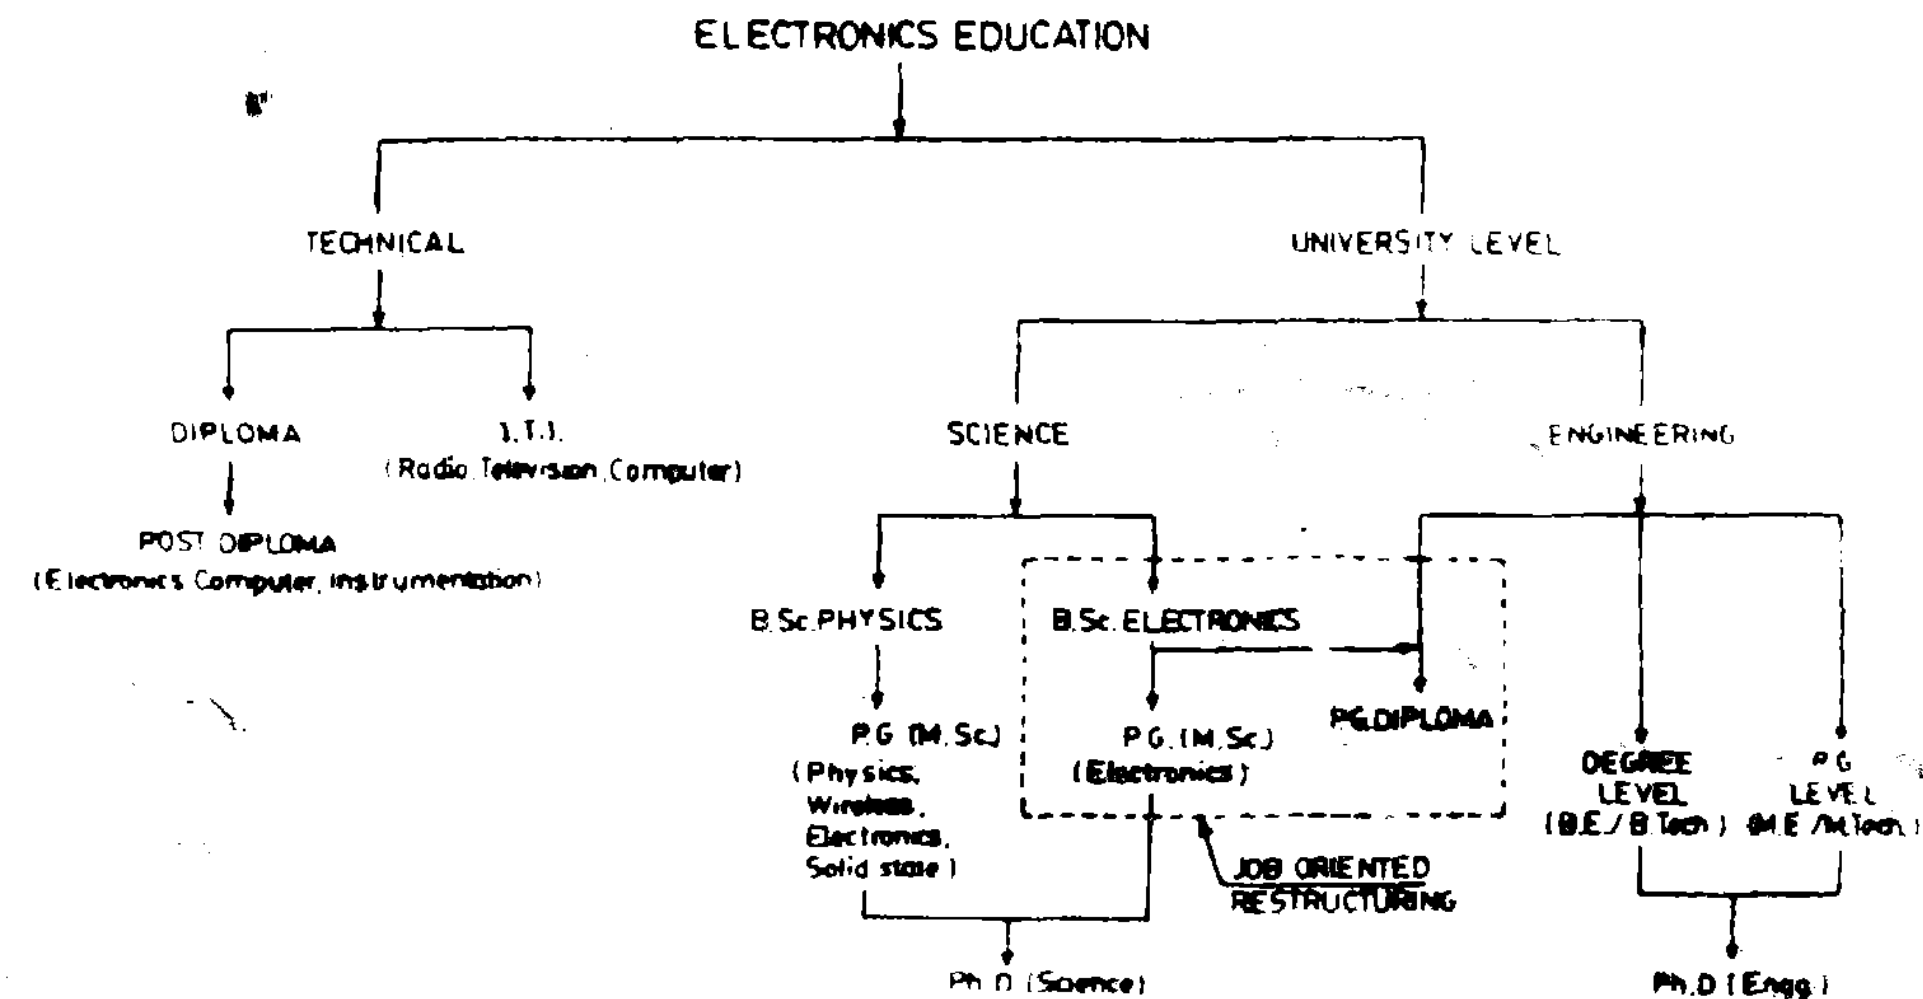 ELECTRONICS EDUCATION
TECHNICAL
UNIVERSITY LEVEL
DIPLOMA
I.T.I.
(Radio, Television, Computer)
SCIENCE
ENGINEERING
POST DIPLOMA
(Electronics Computer, Instrumentation)
B.Sc. PHYSICS
B.Sc. ELECTRONICS
P.G (M.Sc.)
(Physics,
Wireless,
Electronics,
Solid state)
P.G. (M.Sc.)
(Electronics)
P.G. DIPLOMA
DEGREE
LEVEL
(B.E./B.Tech)
P G
LEVEL
(M.E./M.Tech.)
JOB ORIENTED
RESTRUCTURING
Ph.D (Science)
Ph.D (Engg.)